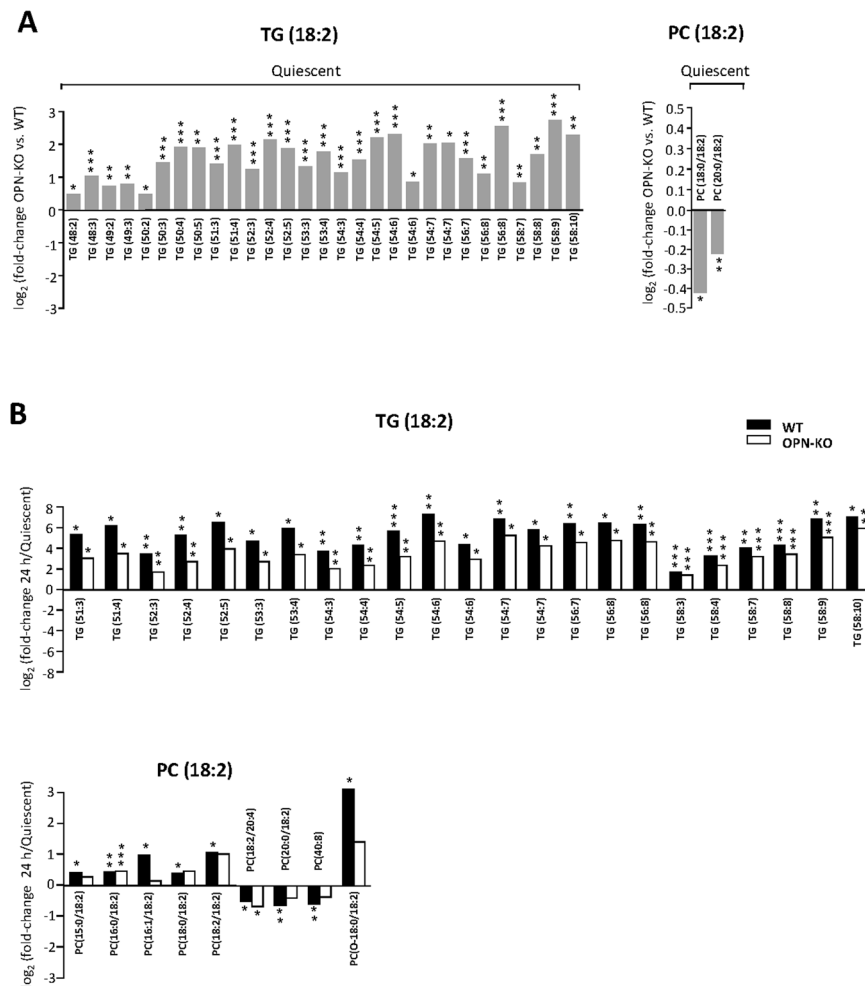 A
TG (18:2)
PC (18:2)
Quiescent
Quiescent
log2 (fold-change OPN-KO vs. WT)
3
2
1
0
-1
-2
-3
* *** ** ** * *** *** *** *** *** *** *** *** *** *** *** *** *** *** * ** * *** ** *** ** ** *** **
TG (48:2)
TG (48:3)
TG (49:2)
TG (49:3)
TG (50:2)
TG (50:3)
TG (50:4)
TG (50:5)
TG (51:3)
TG (51:4)
TG (52:3)
TG (52:4)
TG (52:5)
TG (53:3)
TG (53:4)
TG (54:3)
TG (54:4)
TG (54:5)
TG (54:6)
TG (54:6)
TG (54:7)
TG (54:7)
TG (56:7)
TG (56:8)
TG (56:8)
TG (58:7)
TG (58:8)
TG (58:9)
TG (58:10)
log2 (fold-change OPN-KO vs. WT)
0.5
0.4
0.3
0.2
0.1
0.0
-0.1
-0.2
-0.3
-0.4
-0.5
PC (18:0/18:2)
PC (20:0/18:2)
* **
B
TG (18:2)
WT
OPN-KO
log2 (fold-change 24 h/Quiescent)
8
6
4
2
0
-2
-4
-6
-8
TG (51:3)
TG (51:4)
TG (52:3)
TG (52:4)
TG (52:5)
TG (53:3)
TG (53:4)
TG (54:3)
TG (54:4)
TG (54:5)
TG (54:6)
TG (54:6)
TG (54:7)
TG (54:7)
TG (56:7)
TG (56:8)
TG (56:8)
TG (58:3)
TG (58:4)
TG (58:7)
TG (58:8)
TG (58:9)
TG (58:10)
PC (18:2)
og2 (fold-change 24 h/Quiescent)
3
2
1
0
-1
-2
-3
PC(15:0/18:2)
PC(16:0/18:2)
PC(16:1/18:2)
PC(18:0/18:2)
PC(18:2/18:2)
PC(18:2/20:4)
PC(20:0/18:2)
PC(40:8)
PC(O-18:0/18:2)